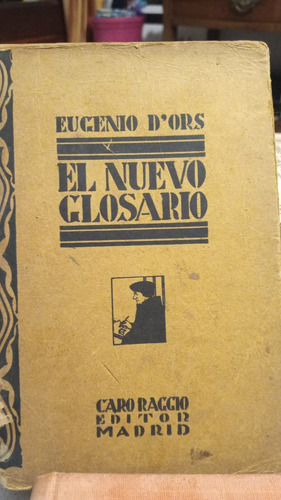 EUGENIO D'ORS
EL NUEVO
GLOSARIO
CARO RAGGIO
EDITOR
MADRID